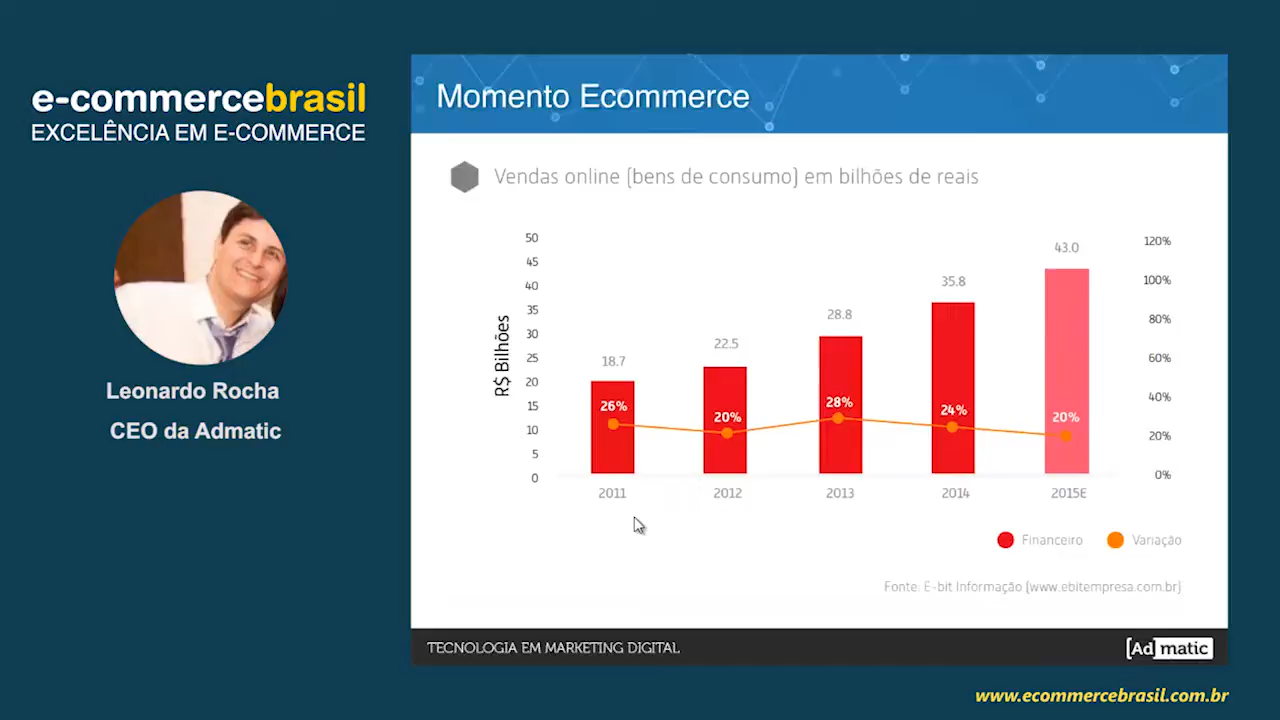 e-commercebrasil
EXCELÊNCIA EM E-COMMERCE
Leonardo Rocha
CEO da Admatic
Momento Ecommerce
Vendas online (bens de consumo) em bilhões de reais
R$ Bilhões
50
45
40
35
30
25
20
15
10
5
0
18.7
22.5
28.8
35.8
43.0
26%
20%
28%
24%
20%
120%
100%
80%
60%
40%
20%
0%
2011
2012
2013
2014
2015E
Financeiro
Variação
Fonte: E-bit Informação (www.ebitempresa.com.br)
TECNOLOGIA EM MARKETING DIGITAL
[Ad]matic
www.ecommercebrasil.com.br